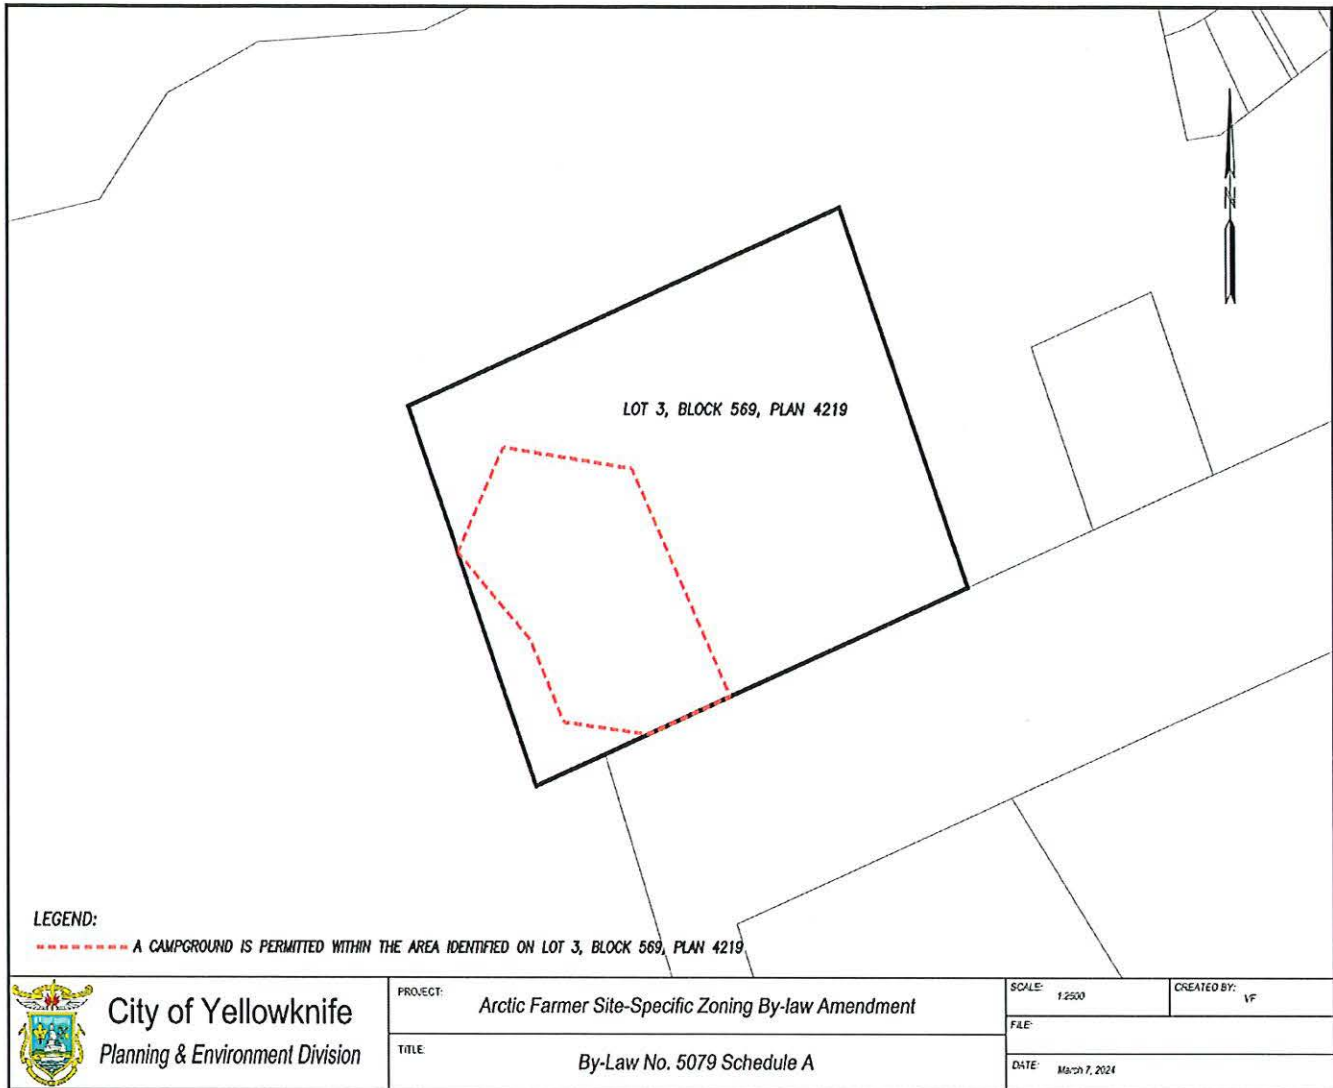 N
LOT 3, BLOCK 569, PLAN 4219
LEGEND:
A CAMPGROUND IS PERMITTED WITHIN THE AREA IDENTIFIED ON LOT 3, BLOCK 569, PLAN 4219
City of Yellowknife
Planning & Environment Division
PROJECT:
Arctic Farmer Site-Specific Zoning By-law Amendment
TITLE:
By-Law No. 5079 Schedule A
SCALE: 1:2500
CREATED BY: VF
FILE:
DATE: March 7, 2024